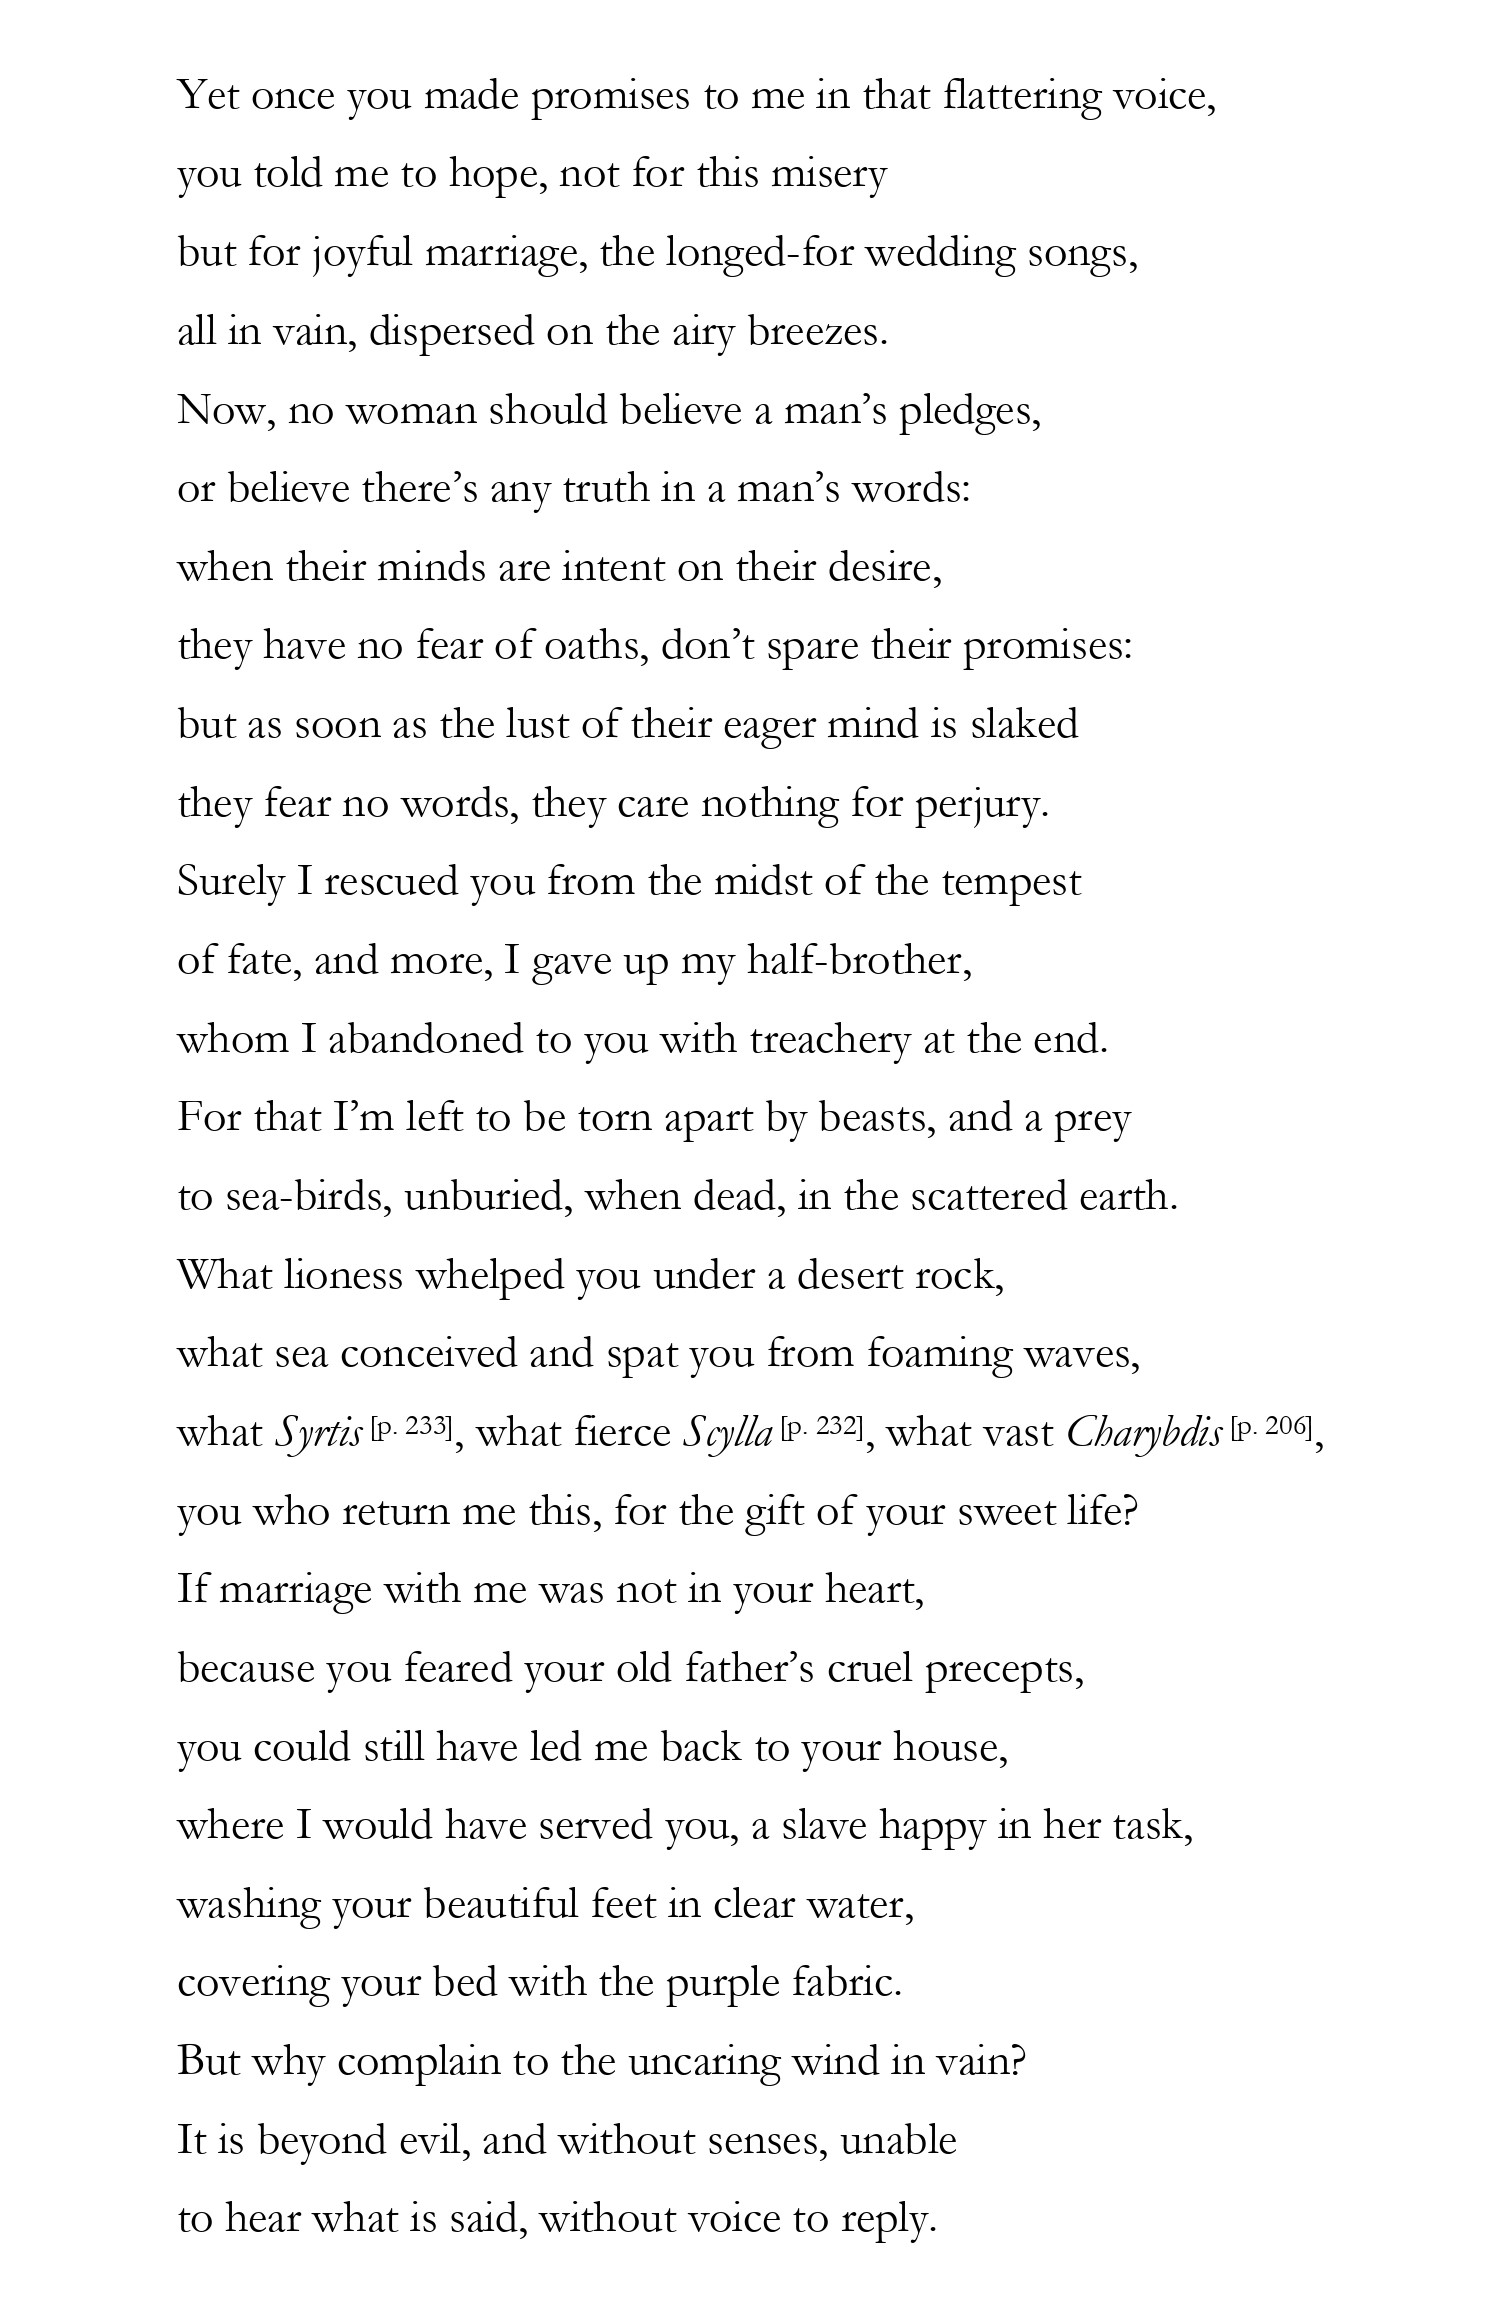 Yet once you made promises to me in that flattering voice,
you told me to hope, not for this misery
but for joyful marriage, the longed-for wedding songs,
all in vain, dispersed on the airy breezes.
Now, no woman should believe a man’s pledges,
or believe there’s any truth in a man’s words:
when their minds are intent on their desire,
they have no fear of oaths, don’t spare their promises:
but as soon as the lust of their eager mind is slaked
they fear no words, they care nothing for perjury.
Surely I rescued you from the midst of the tempest
of fate, and more, I gave up my half-brother,
whom I abandoned to you with treachery at the end.
For that I’m left to be torn apart by beasts, and a prey
to sea-birds, unburied, when dead, in the scattered earth.
What lioness whelped you under a desert rock,
what sea conceived and spat you from foaming waves,
what Syrtis [p. 233], what fierce Scylla [p. 232], what vast Charybdis [p. 206],
you who return me this, for the gift of your sweet life?
If marriage with me was not in your heart,
because you feared your old father’s cruel precepts,
you could still have led me back to your house,
where I would have served you, a slave happy in her task,
washing your beautiful feet in clear water,
covering your bed with the purple fabric.
But why complain to the uncaring wind in vain?
It is beyond evil, and without senses, unable
to hear what is said, without voice to reply.